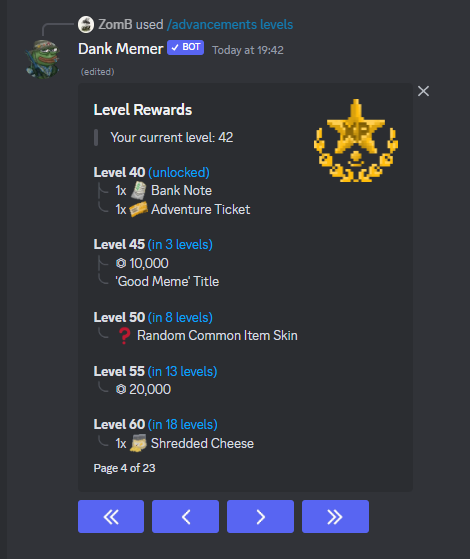 ZomB used /advancements levels
Dank Memer ✓ BOT Today at 19:42
(edited)
Level Rewards
XP
Your current level: 42
Level 40 (unlocked)
1x Bank Note
1x Adventure Ticket
Level 45 (in 3 levels)
10,000
'Good Meme' Title
Level 50 (in 8 levels)
❓ Random Common Item Skin
Level 55 (in 13 levels)
20,000
Level 60 (in 18 levels)
1x Shredded Cheese
Page 4 of 23